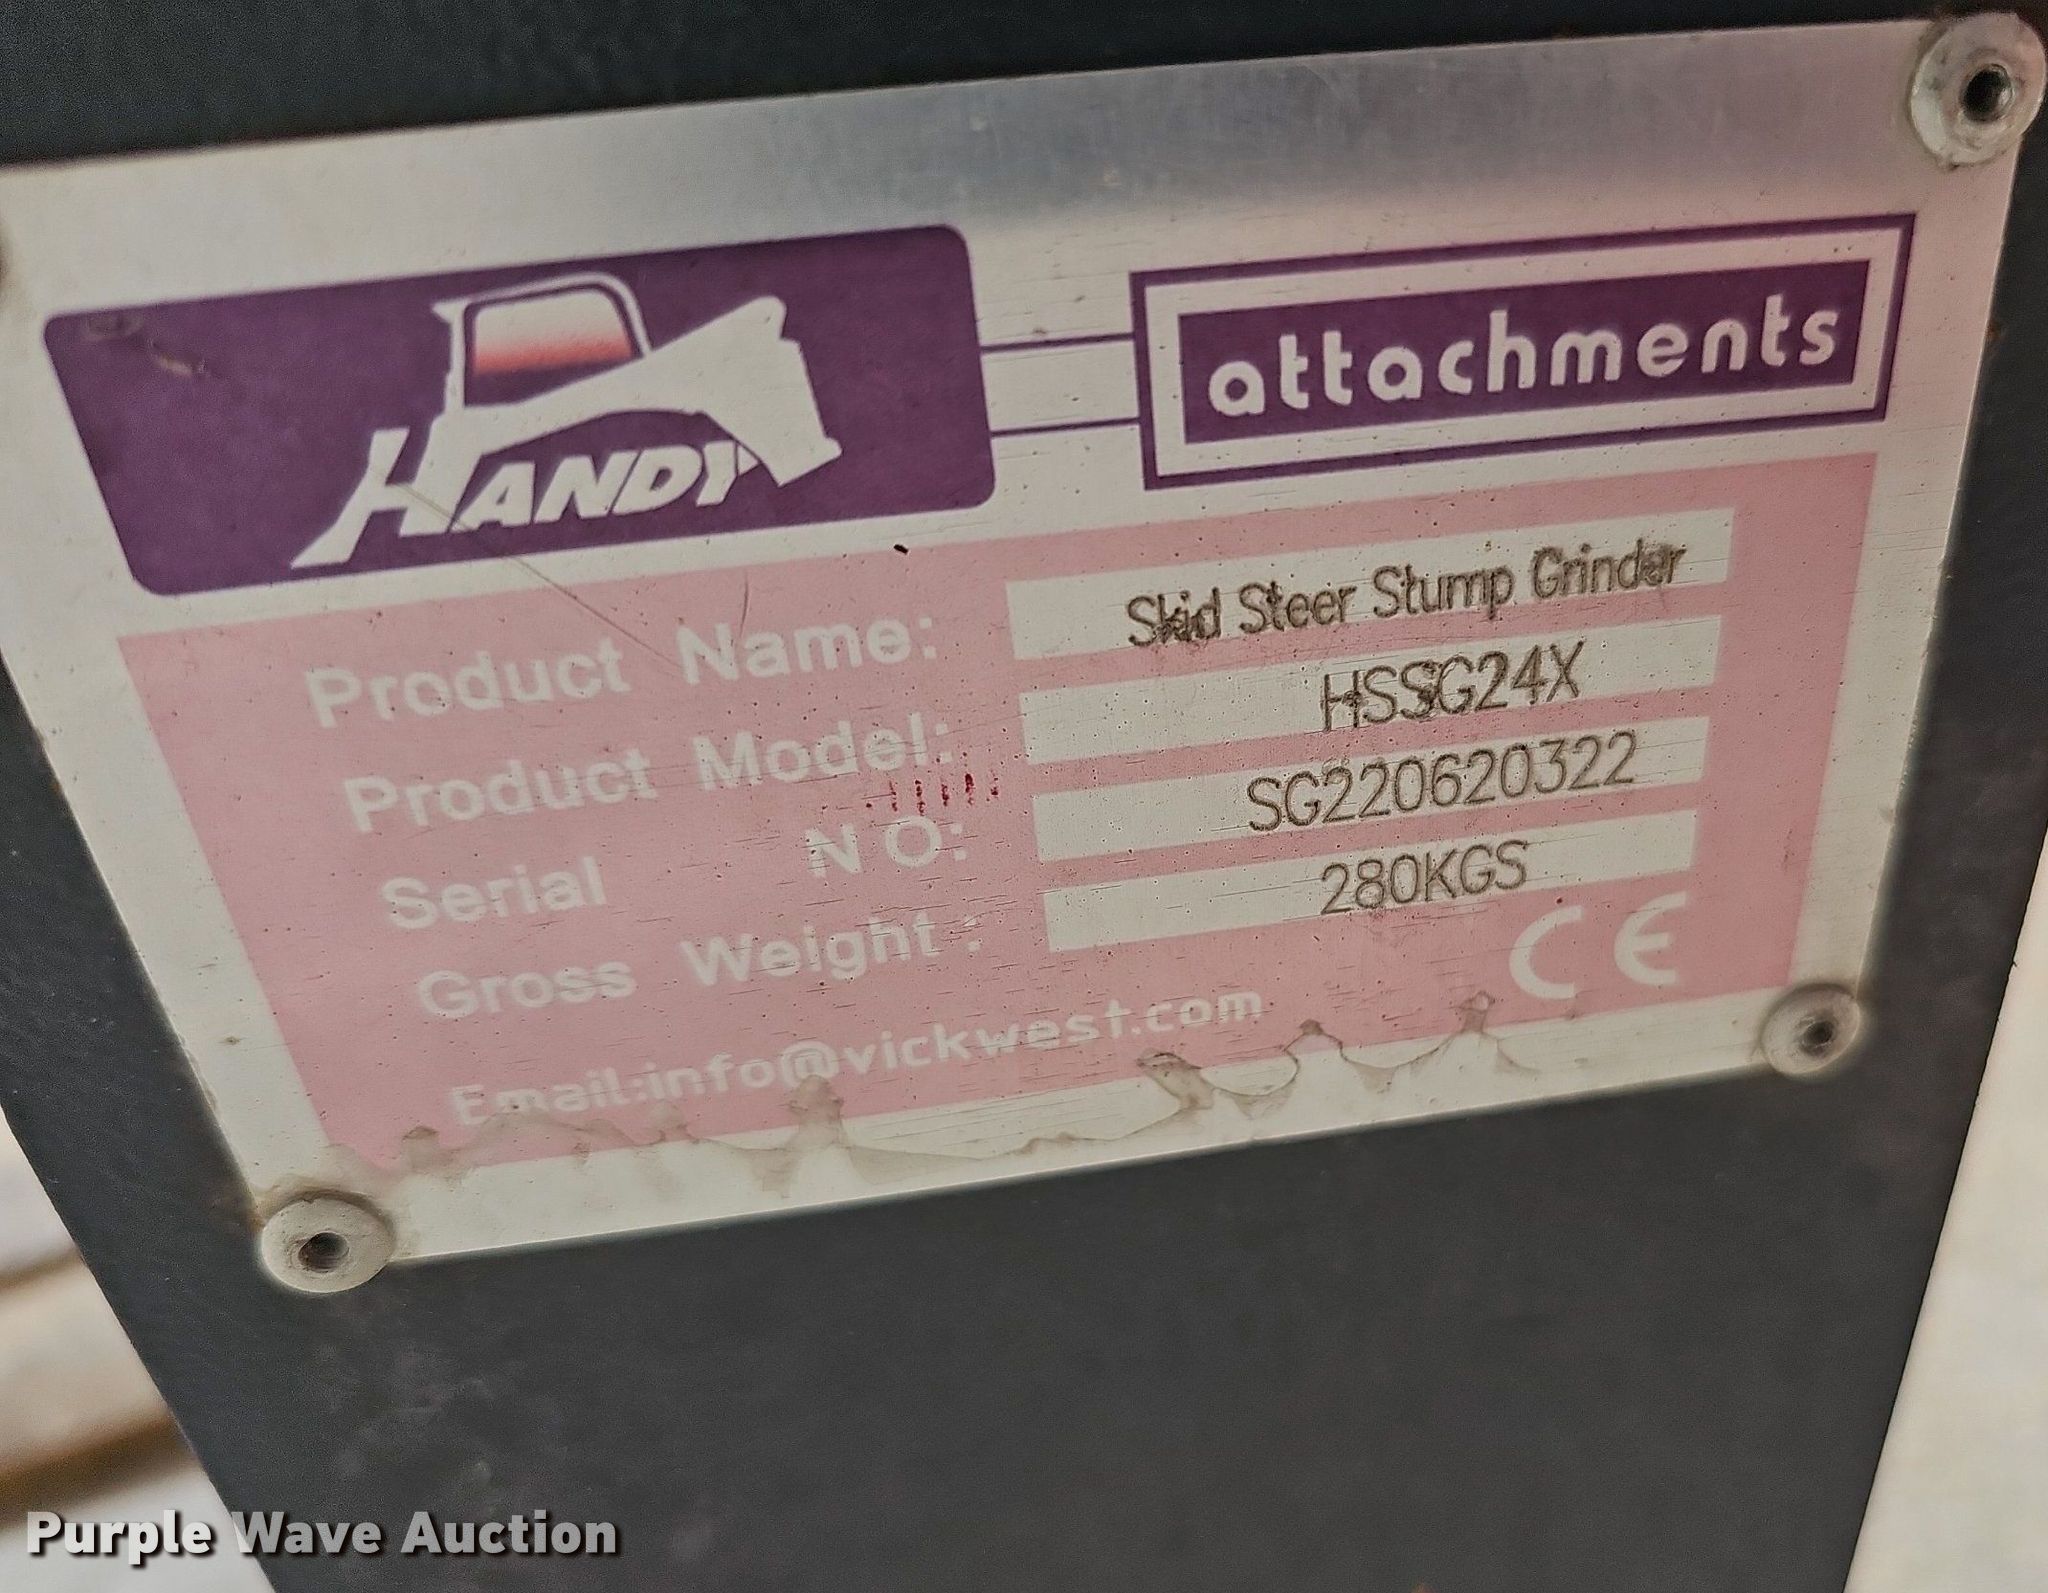 HANDY
attachments
Product Name: Skid Steer Stump Grinder
Product Model: HSSG24X
Serial NO: SG220620322
Gross Weight: 280KGS
CE
Email:info@vickwest.com
Purple Wave Auction